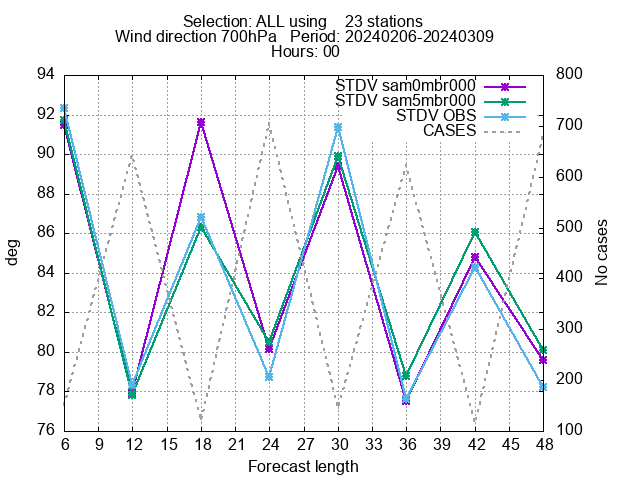 Selection: ALL using    23 stations
Wind direction 700hPa   Period: 20240206-20240309
Hours: 00
94
92
90
88
86
84
82
80
78
76
deg
STDV sam0mbr000
STDV sam5mbr000
STDV OBS
CASES
800
700
600
500
400
300
200
100
No cases
6 9 12 15 18 21 24 27 30 33 36 39 42 45 48
Forecast length